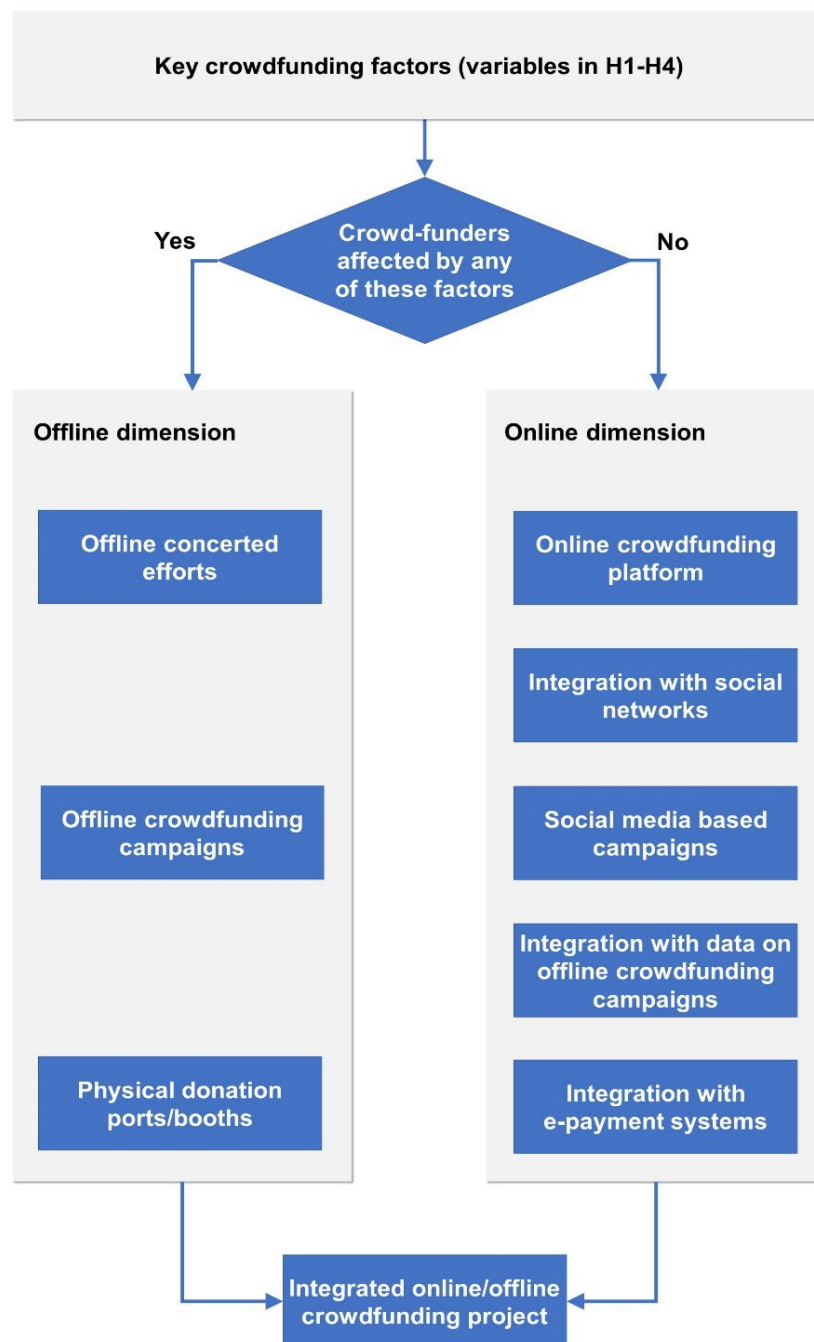 Key crowdfunding factors (variables in H1-H4)
Yes
Crowd-funders
affected by any
of these factors
No
Offline dimension
Offline concerted
efforts
Offline crowdfunding
campaigns
Physical donation
ports/booths
Online dimension
Online crowdfunding
platform
Integration with social
networks
Social media based
campaigns
Integration with data on
offline crowdfunding
campaigns
Integration with
e-payment systems
Integrated online/offline
crowdfunding project